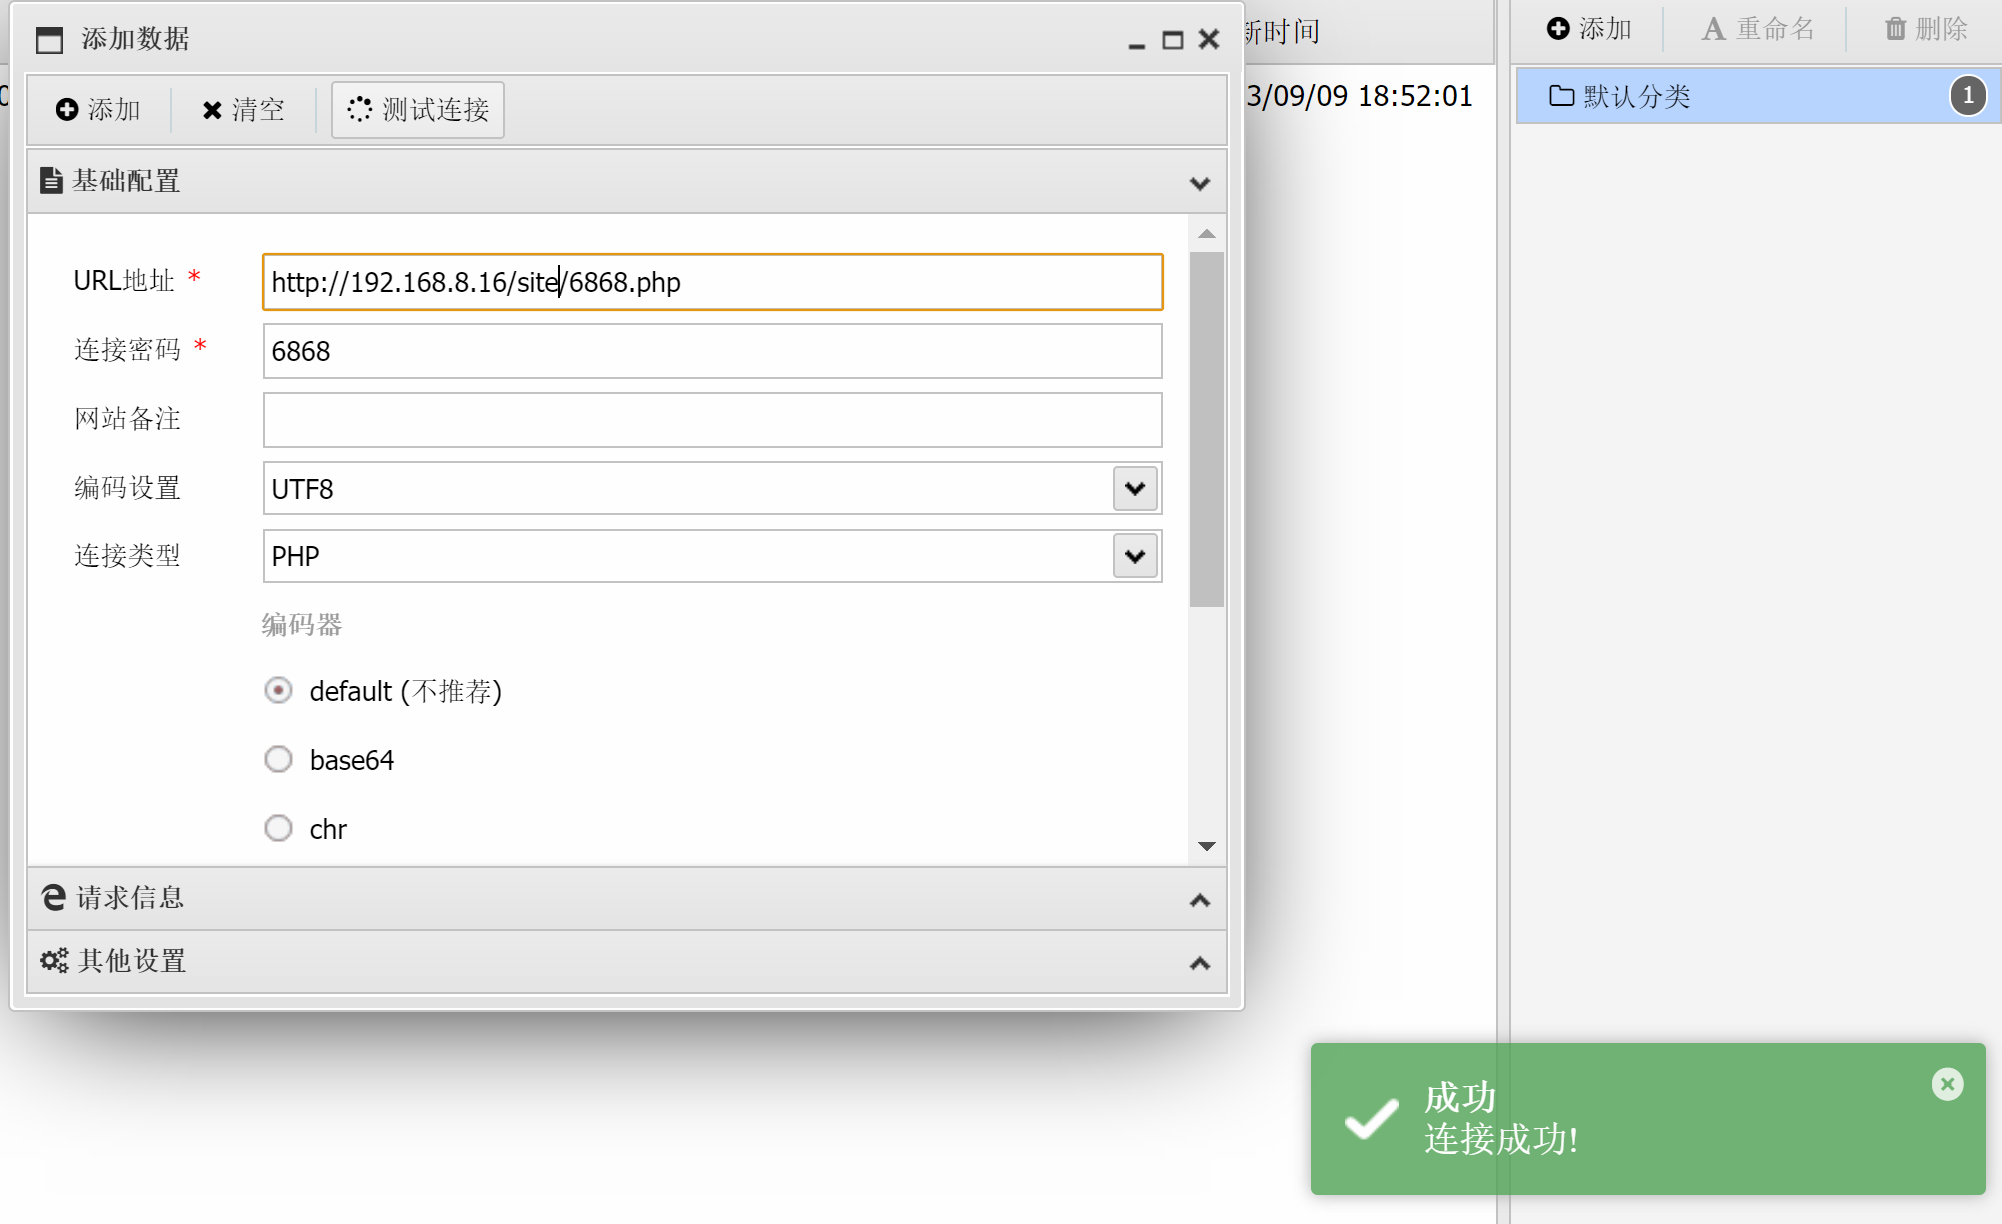 添加数据
添加
清空
测试连接
基础配置
URL地址 *
http://192.168.8.16/site/6868.php
连接密码 *
6868
网站备注
编码设置
UTF8
连接类型
PHP
编码器
default (不推荐)
base64
chr
请求信息
其他设置
新时间
3/09/09 18:52:01
添加
重命名
删除
默认分类
1
成功
连接成功!